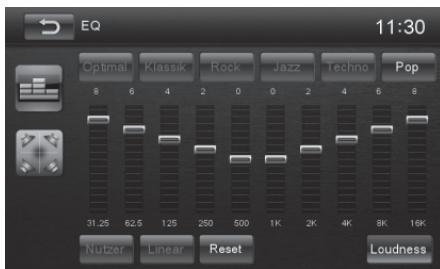 EQ 11:30
Optimal Klassik Rock Jazz Techno Pop
8 6 4 2 0 0 2 4 6 8
31.25 62.5 125 250 500 1K 2K 4K 8K 16K
Nutzer Linear Reset Loudness